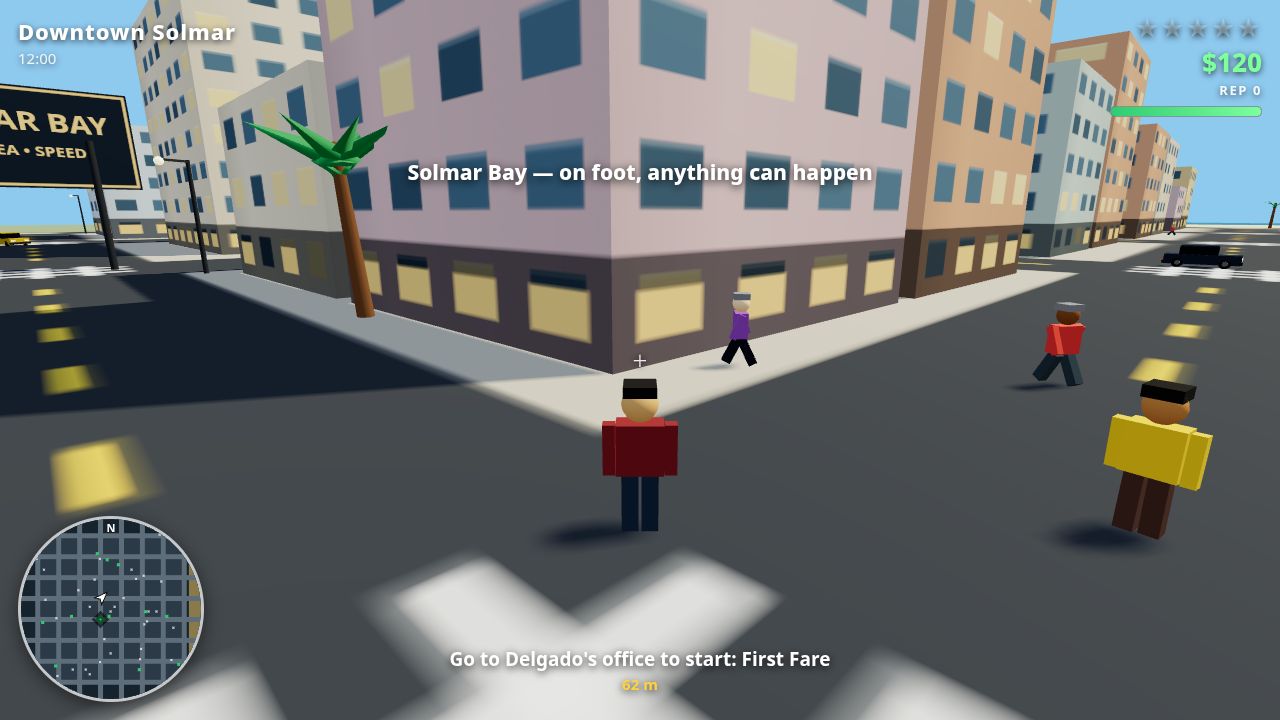 Downtown Solmar
12:00
$120
REP 0
AR BAY
EA • SPEED
Solmar Bay — on foot, anything can happen
N
Go to Delgado's office to start: First Fare
62 m